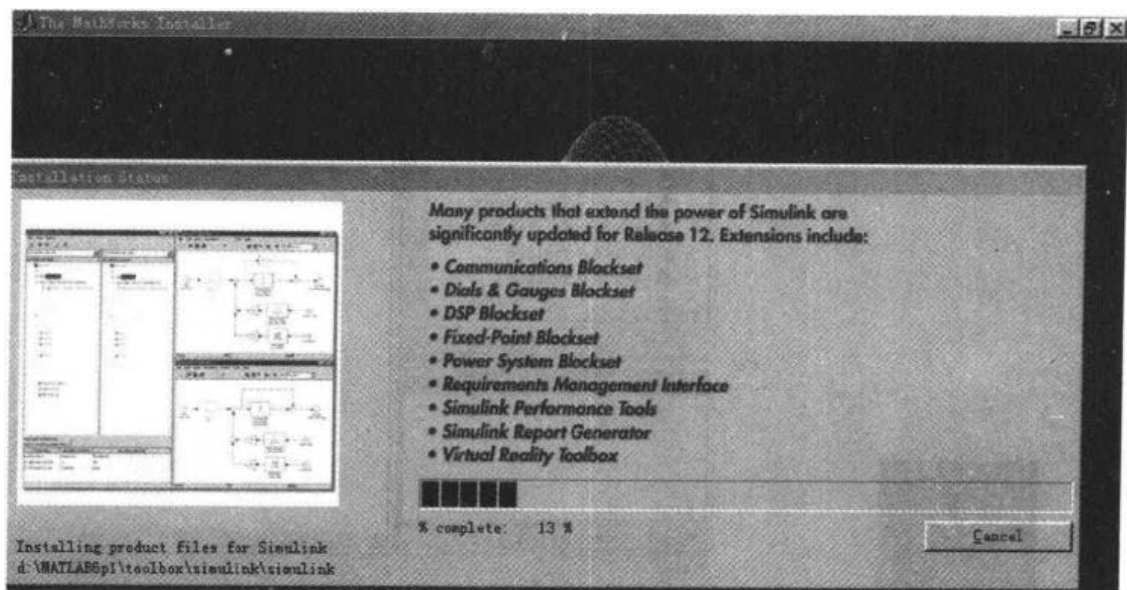 The MathWorks Installer
Installation Status
Many products that extend the power of Simulink are
significantly updated for Release 12. Extensions include:
• Communications Blockset
• Dials & Gauges Blockset
• DSP Blockset
• Fixed-Point Blockset
• Power System Blockset
• Requirements Management Interface
• Simulink Performance Tools
• Simulink Report Generator
• Virtual Reality Toolbox
% complete: 13 %
Cancel
Installing product files for Simulink
d:\MATLAB6p1\toolbox\simulink\simulink